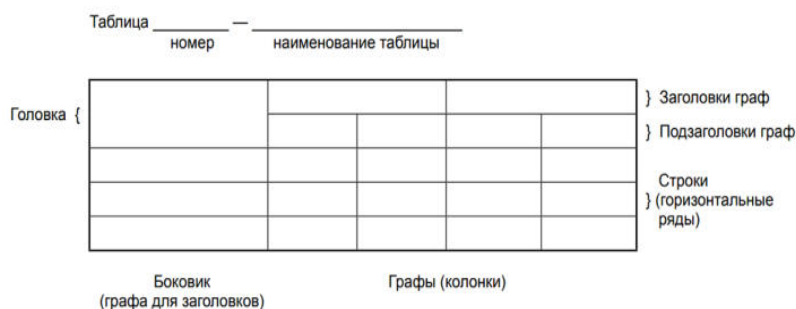 Таблица ________ — ____________________
номер наименование таблицы
Головка {
} Заголовки граф
} Подзаголовки граф
Строки
} (горизонтальные
ряды)
Боковик
(графа для заголовков)
Графы (колонки)